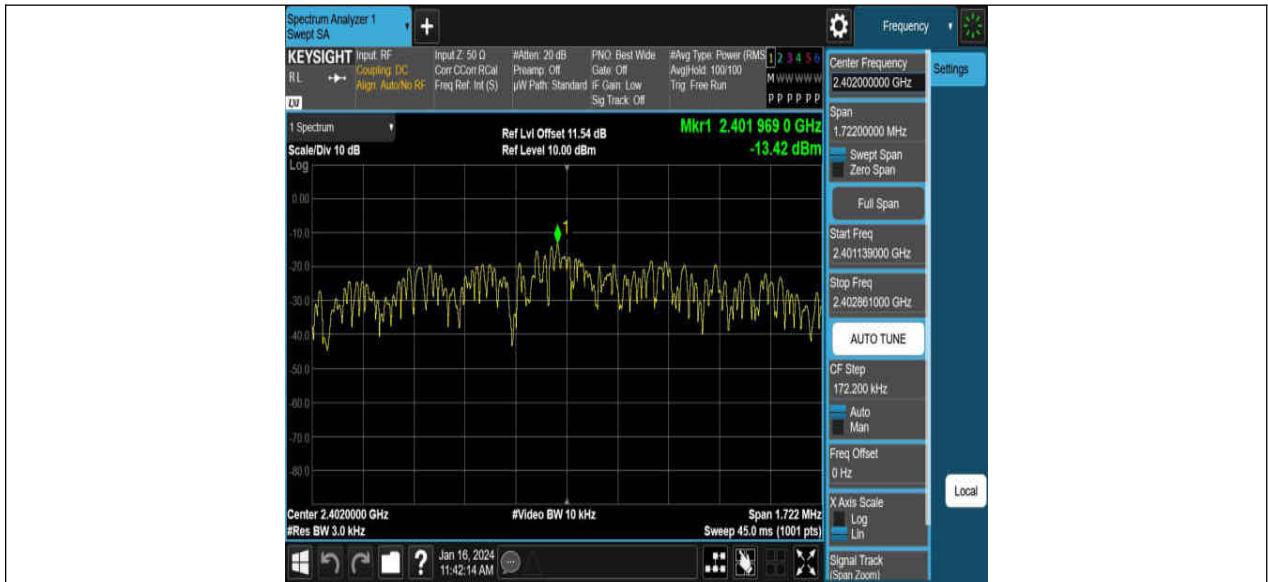 Spectrum Analyzer 1
Swept SA
+
Frequency
KEYSIGHT
RL
LXI
Input: RF
Coupling: DC
Align: Auto/No RF
Input Z: 50 Ω
Corr CCorr RCal
Freq Ref: Int (S)
#Atten: 20 dB
Preamp: Off
µW Path: Standard
PNO: Best Wide
Gate: Off
IF Gain: Low
Sig Track: Off
#Avg Type: Power (RMS
Avg|Hold: 100/100
Trig: Free Run
1 2 3 4 5 6
M W W W W W
P P P P P P
1 Spectrum
Scale/Div 10 dB
Ref Lvl Offset 11.54 dB
Ref Level 10.00 dBm
Mkr1 2.401 969 0 GHz
-13.42 dBm
Log
0.00
-10.0
-20.0
-30.0
-40.0
-50.0
-60.0
-70.0
-80.0
1
Center 2.4020000 GHz
#Res BW 3.0 kHz
#Video BW 10 kHz
Span 1.722 MHz
Sweep 45.0 ms (1001 pts)
?
Jan 16, 2024
11:42:14 AM
Center Frequency
2.402000000 GHz
Settings
Span
1.72200000 MHz
Swept Span
Zero Span
Full Span
Start Freq
2.401139000 GHz
Stop Freq
2.402861000 GHz
AUTO TUNE
CF Step
172.200 kHz
Auto
Man
Freq Offset
0 Hz
X Axis Scale
Log
Lin
Local
Signal Track
(Span Zoom)